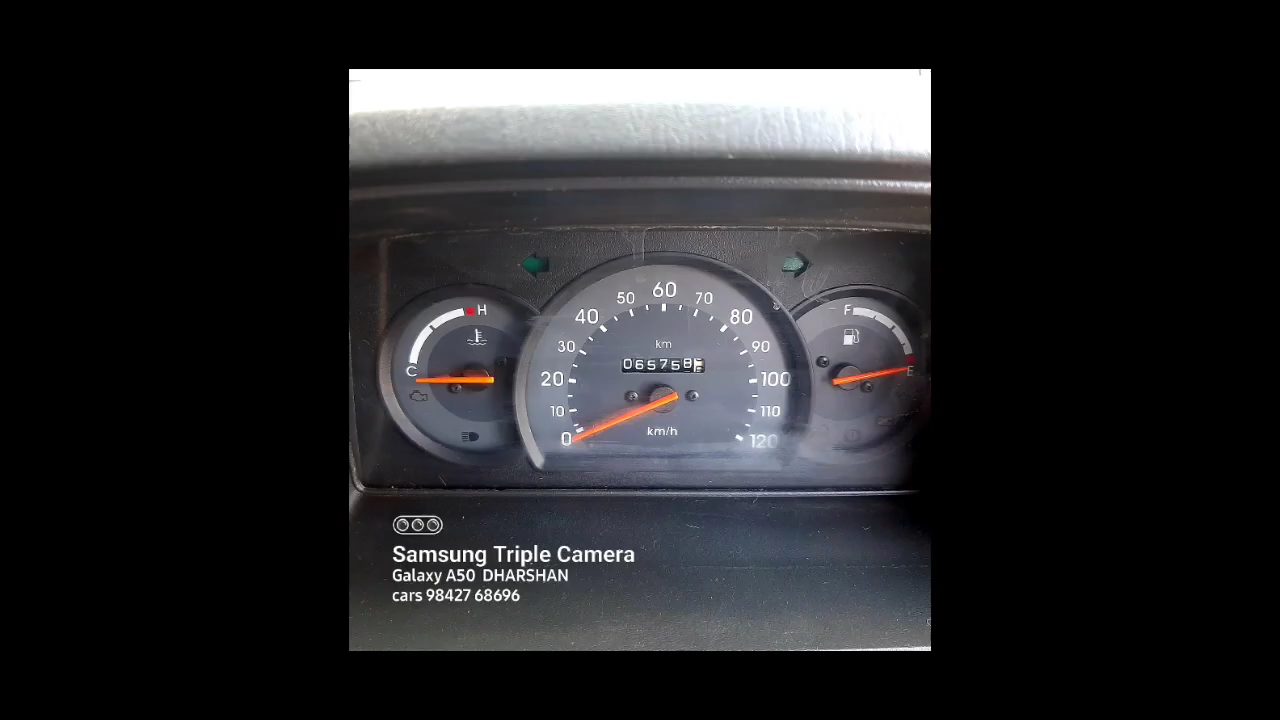 H
C
60
50 70
40 80
30 90
km
065758
20 100
10 110
0 120
km/h
F
E
Samsung Triple Camera
Galaxy A50 DHARSHAN
cars 98427 68696